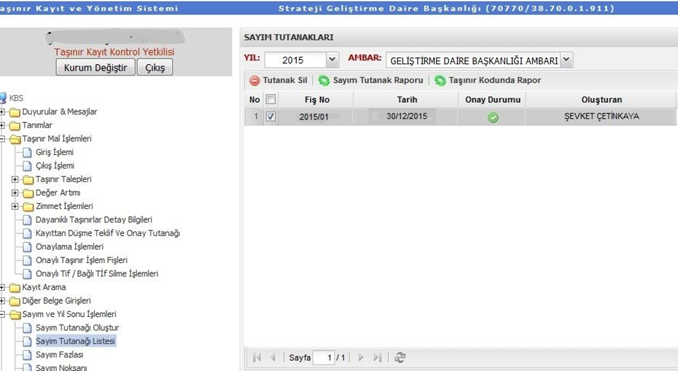 aşınır Kayıt ve Yönetim Sistemi
Strateji Geliştirme Daire Başkanlığı (70770/38.70.0.1.911)
Taşınır Kayıt Kontrol Yetkilisi
Kurum Değiştir Çıkış
KBS
Duyurular & Mesajlar
Tanımlar
Taşınır Mal İşlemleri
Giriş İşlemi
Çıkış İşlemi
Taşınır Talepleri
Değer Artımı
Zimmet İşlemleri
Dayanıklı Taşınırlar Detay Bilgileri
Kayıttan Düşme Teklif Ve Onay Tutanağı
Onaylama İşlemleri
Onaylı Taşınır İşlem Fişleri
Onaylı Tif / Bağlı TİF Silme İşlemleri
Kayıt Arama
Diğer Belge Girişleri
Sayım ve Yıl Sonu İşlemleri
Sayım Tutanağı Oluştur
Sayim Tutanağı Listesi
Sayım Fazlası
Sayım Noksanı
SAYIM TUTANAKLARI
YIL: 2015 AMBAR: GELİŞTİRME DAİRE BAŞKANLIĞI AMBARI
Tutanak Sil Sayım Tutanak Raporu Taşınır Kodunda Rapor
No Fiş No Tarih Onay Durumu Oluşturan
1 2015/01 30/12/2015 ŞEVKET ÇETİNKAYA
Sayfa 1 / 1